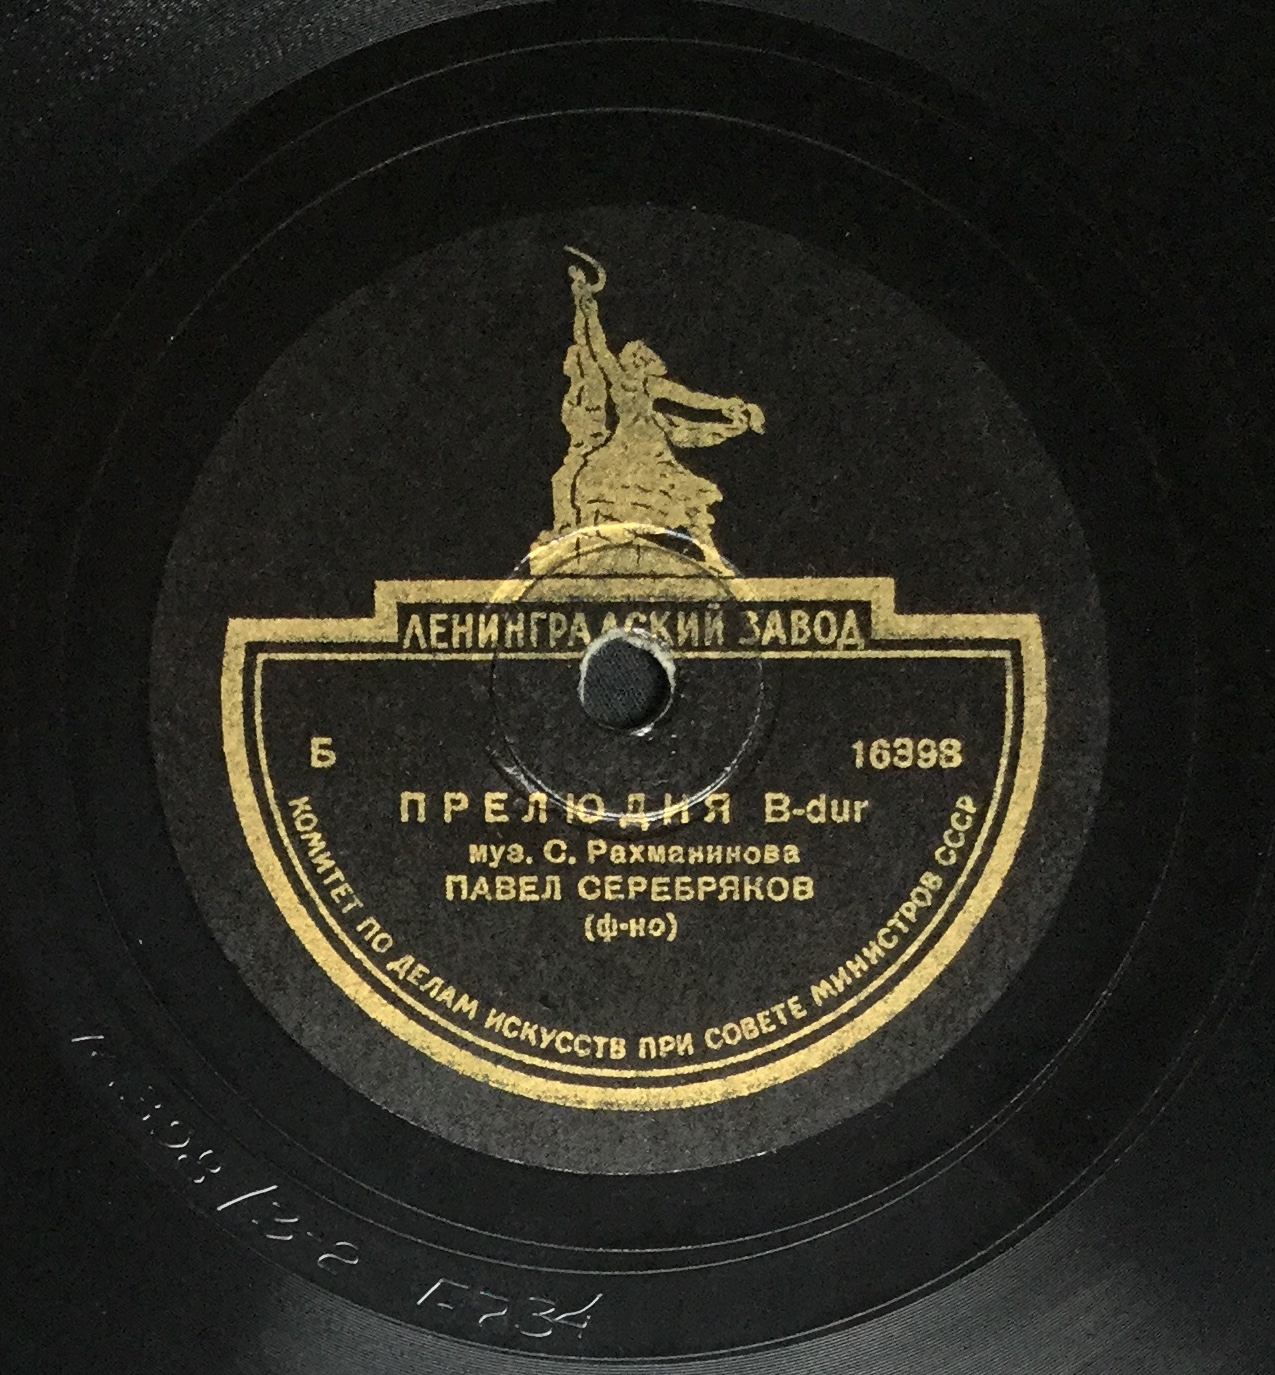 ЛЕНИНГРАДСКИЙ ЗАВОД
Б 16398
ПРЕЛЮДИЯ B-dur
муз. С. Рахманинова
ПАВЕЛ СЕРЕБРЯКОВ
(ф-но)
КОМИТЕТ ПО ДЕЛАМ ИСКУССТВ ПРИ СОВЕТЕ МИНИСТРОВ СССР